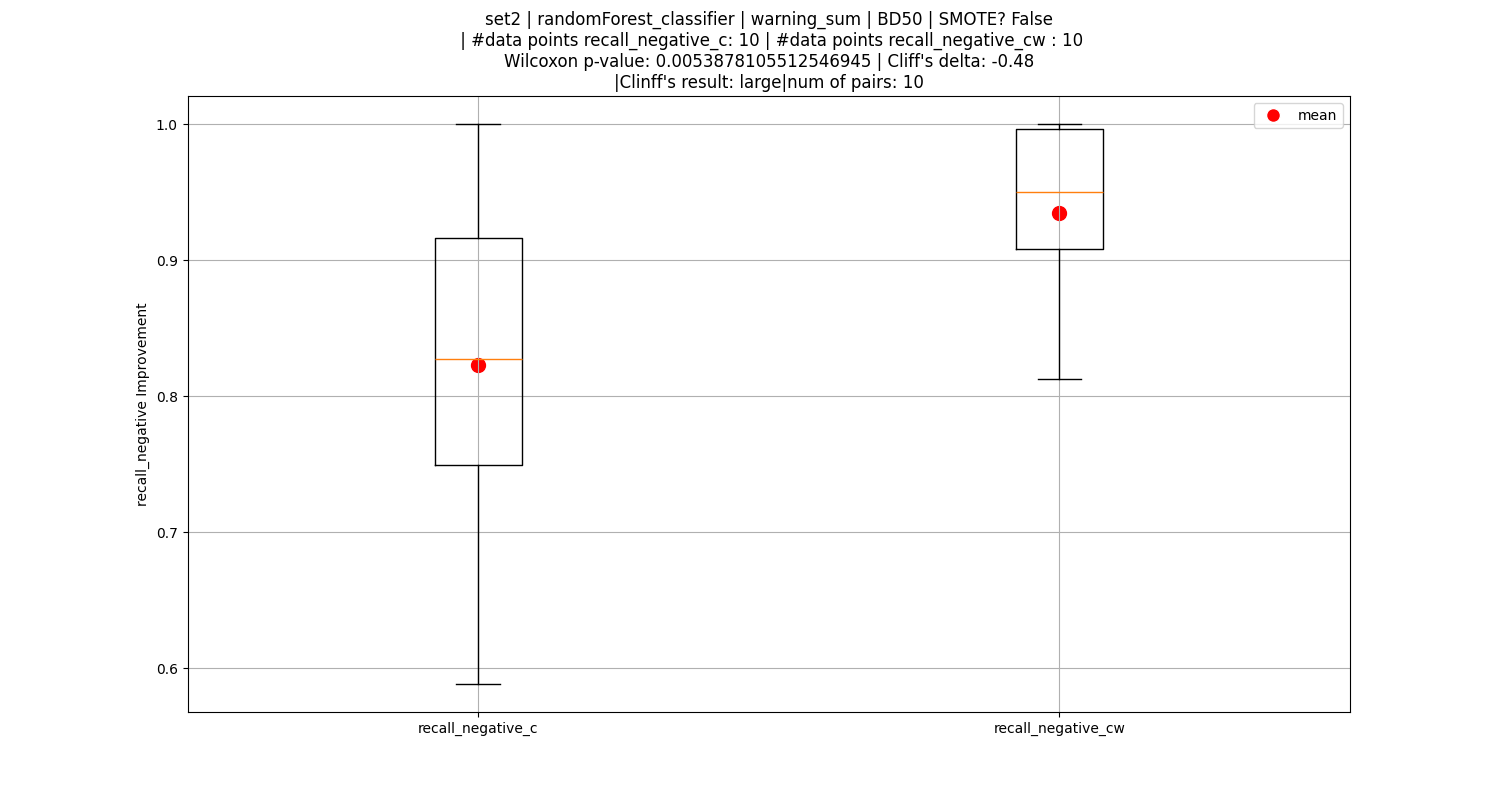 set2 | randomForest_classifier | warning_sum | BD50 | SMOTE? False
| #data points recall_negative_c: 10 | #data points recall_negative_cw : 10
Wilcoxon p-value: 0.0053878105512546945 | Cliff's delta: -0.48
|Clinff's result: large|num of pairs: 10
mean
1.0
0.9
0.8
0.7
0.6
recall_negative Improvement
recall_negative_c
recall_negative_cw